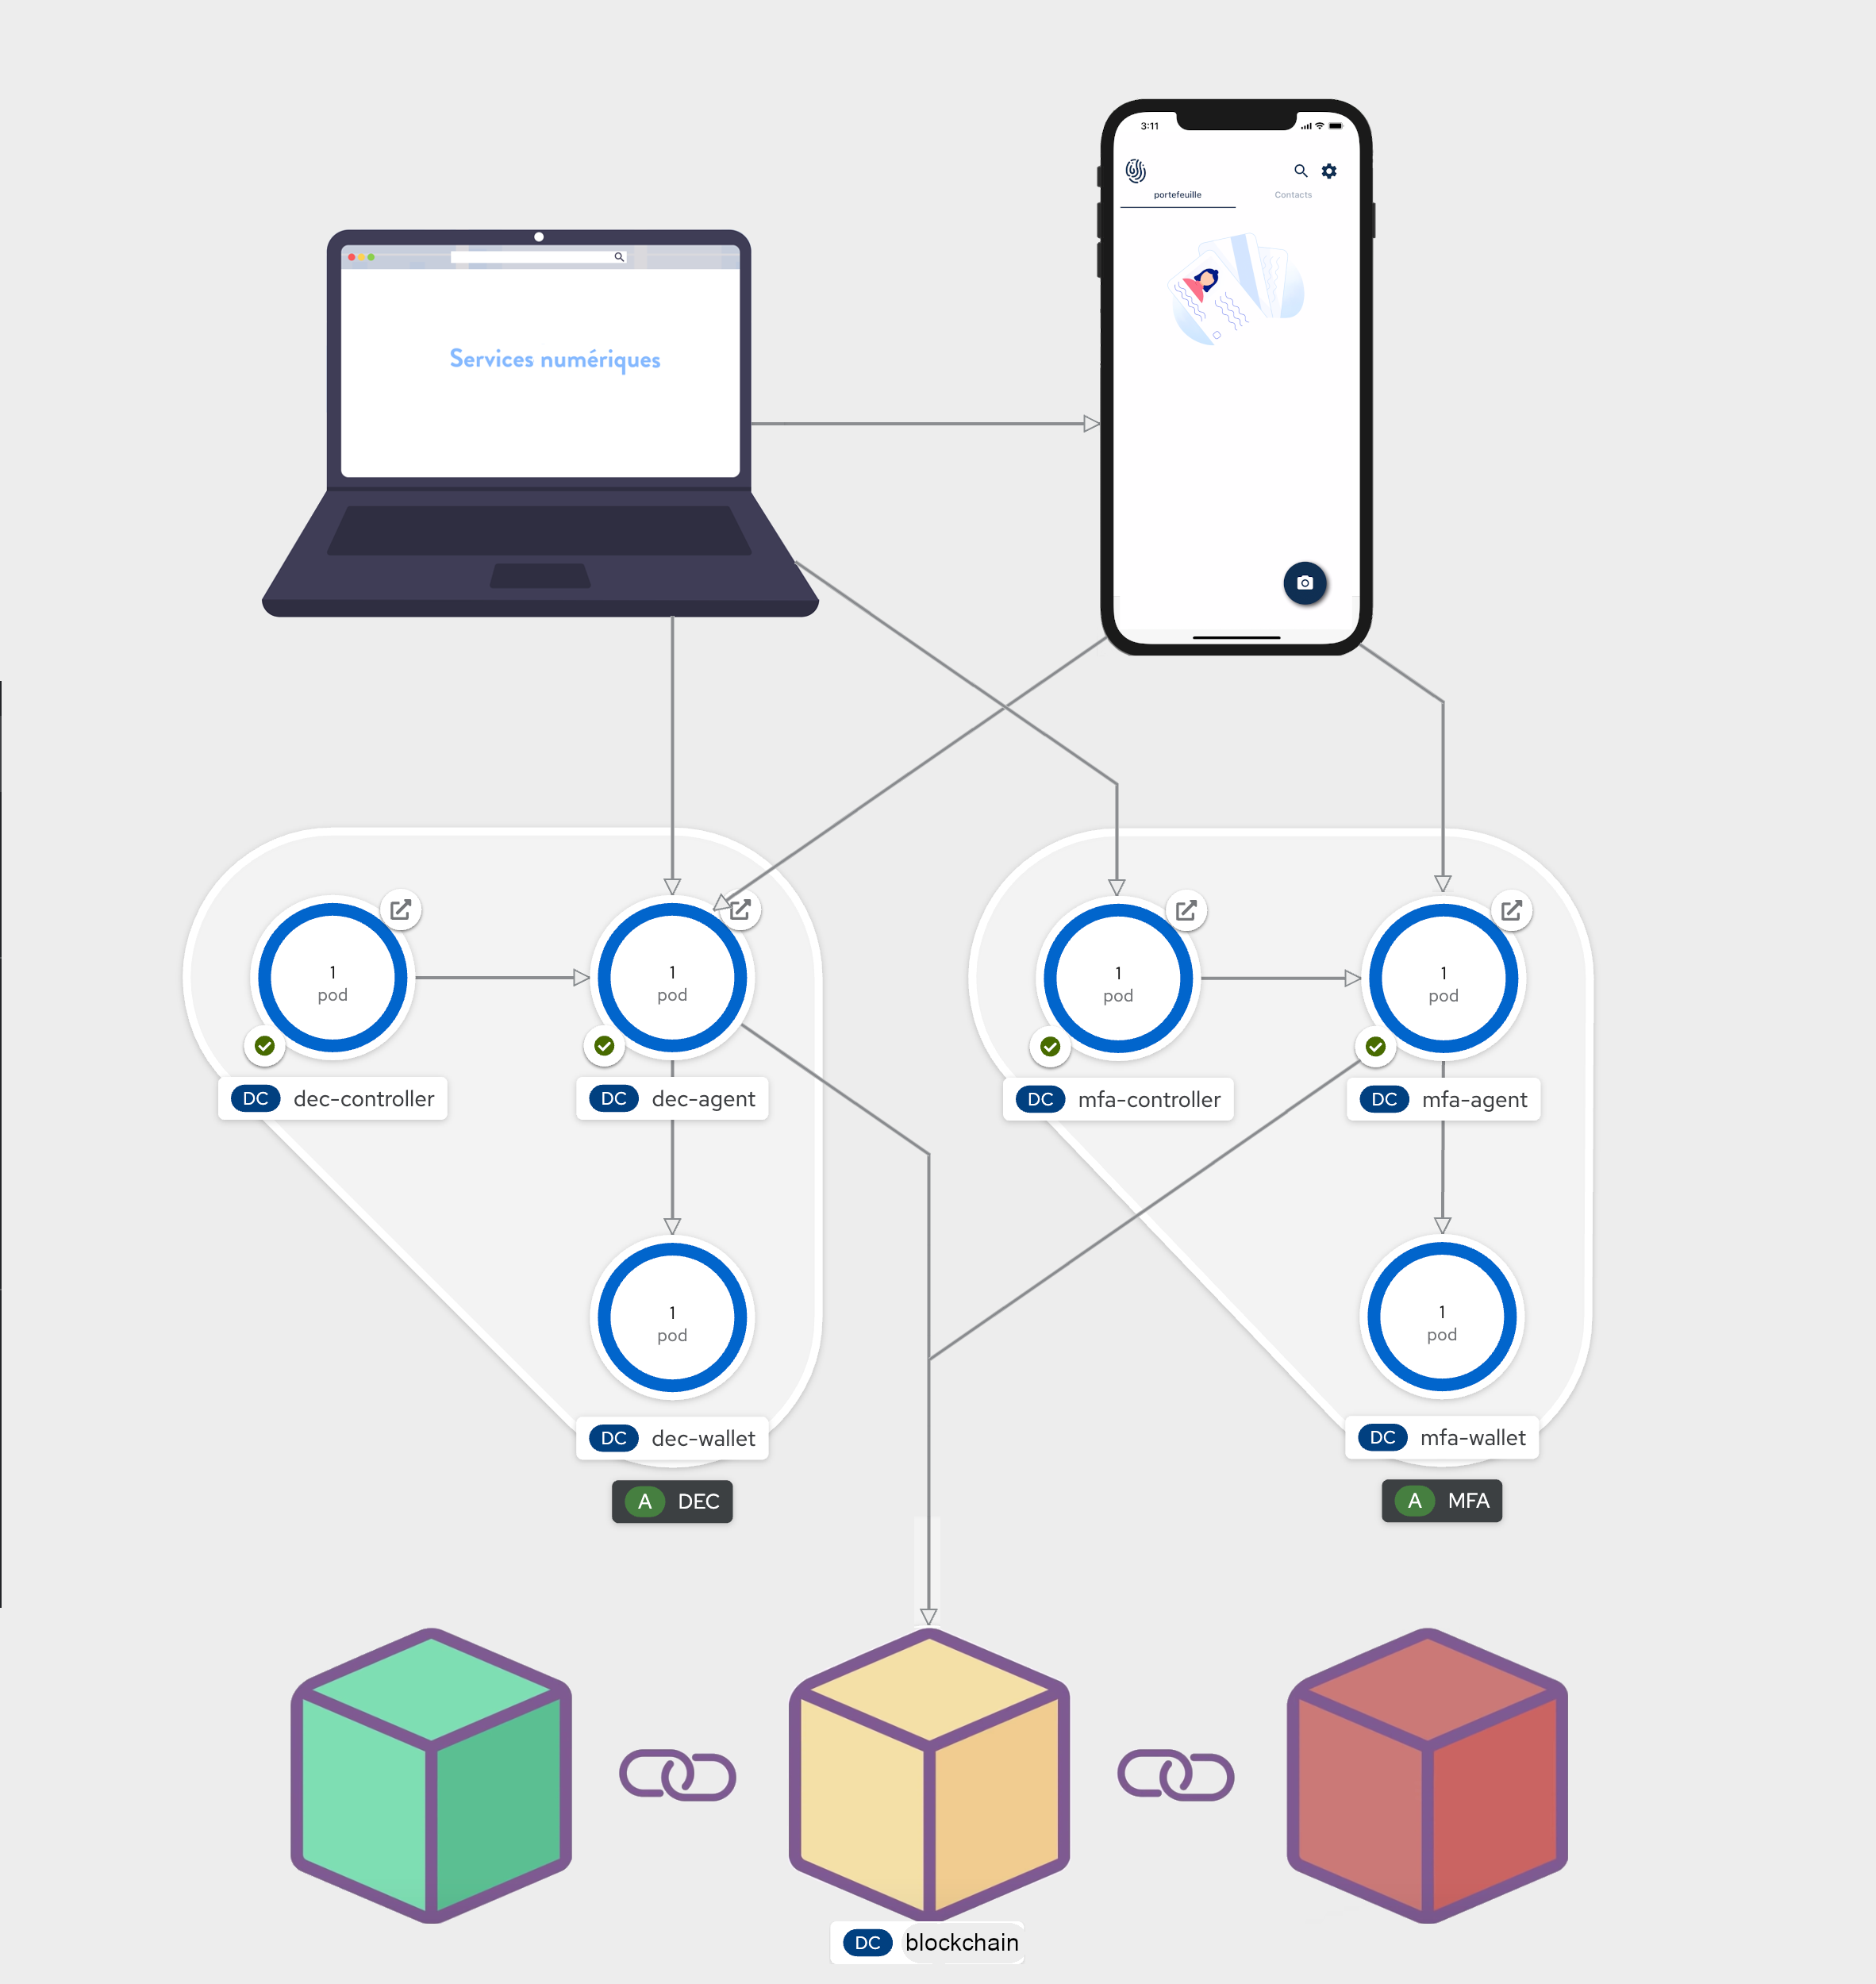 3:11
portefeuille
Contacts
Services numériques
1
pod
1
pod
1
pod
1
pod
DC dec-controller
DC dec-agent
DC mfa-controller
DC mfa-agent
1
pod
1
pod
DC dec-wallet
DC mfa-wallet
A DEC
A MFA
DC blockchain